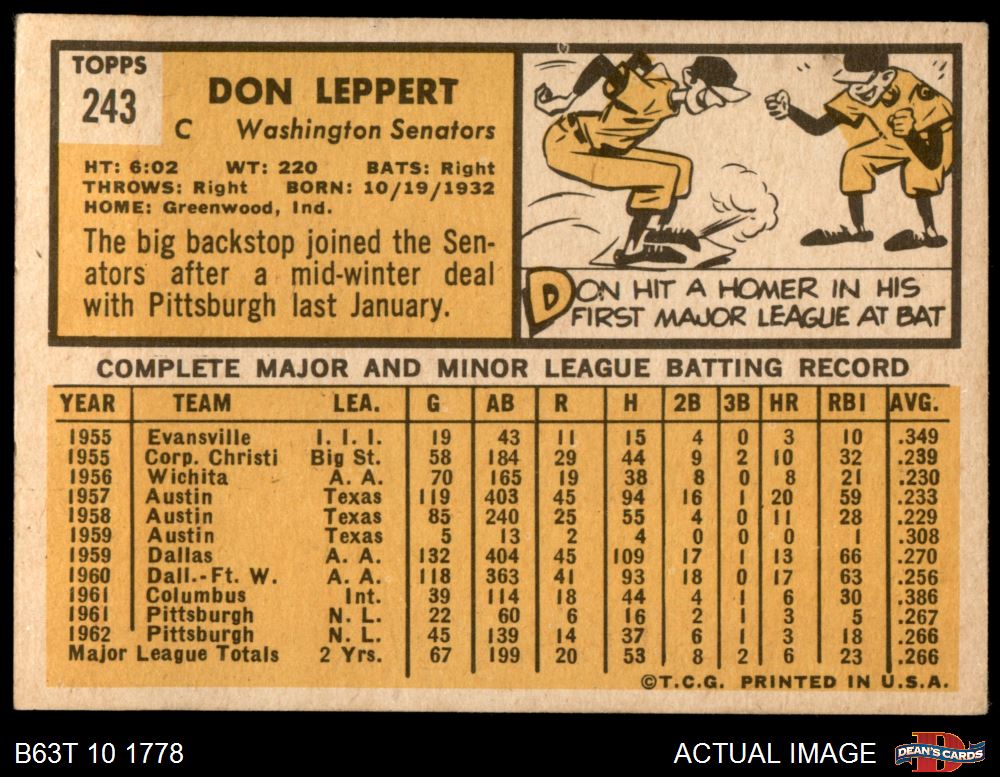 TOPPS
243
DON LEPPERT
C Washington Senators
HT: 6:02 WT: 220 BATS: Right
THROWS: Right BORN: 10/19/1932
HOME: Greenwood, Ind.
The big backstop joined the Sen-
ators after a mid-winter deal
with Pittsburgh last January.
DON HIT A HOMER IN HIS
FIRST MAJOR LEAGUE AT BAT
COMPLETE MAJOR AND MINOR LEAGUE BATTING RECORD
YEAR TEAM LEA. G AB R H 2B 3B HR RBI AVG.
1955 Evansville I. I. I. 19 43 11 15 4 0 3 10 .349
1955 Corp. Christi Big St. 58 184 29 44 9 2 10 32 .239
1956 Wichita A. A. 70 165 19 38 8 0 8 21 .230
1957 Austin Texas 119 403 45 94 16 1 20 59 .233
1958 Austin Texas 85 240 25 55 4 0 11 28 .229
1959 Austin Texas 5 13 2 4 0 0 0 1 .308
1959 Dallas A. A. 132 404 45 109 17 1 13 66 .270
1960 Dall.-Ft. W. A. A. 118 363 41 93 18 0 17 63 .256
1961 Columbus Int. 39 114 18 44 4 1 6 30 .386
1961 Pittsburgh N. L. 22 60 6 16 2 1 3 5 .267
1962 Pittsburgh N. L. 45 139 14 37 6 1 3 18 .266
Major League Totals 2 Yrs. 67 199 20 53 8 2 6 23 .266
©T.C.G. PRINTED IN U.S.A.
B63T 10 1778
ACTUAL IMAGE
DEAN'S CARDS